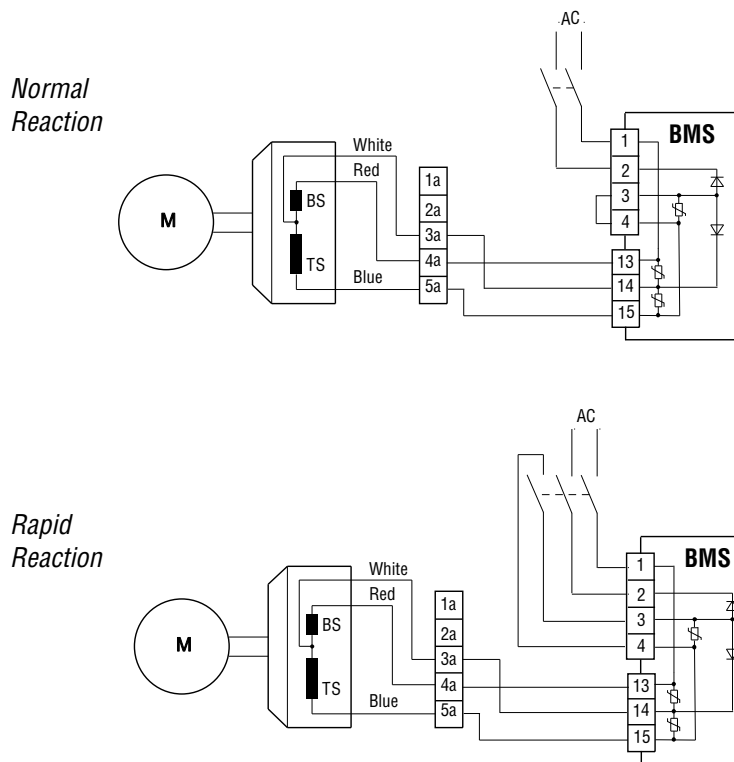 Normal
Reaction
AC
BMS
1
2
3
4
13
14
15
White
Red
Blue
1a
2a
3a
4a
5a
BS
TS
M
Rapid
Reaction
AC
BMS
1
2
3
4
13
14
15
White
Red
Blue
1a
2a
3a
4a
5a
BS
TS
M